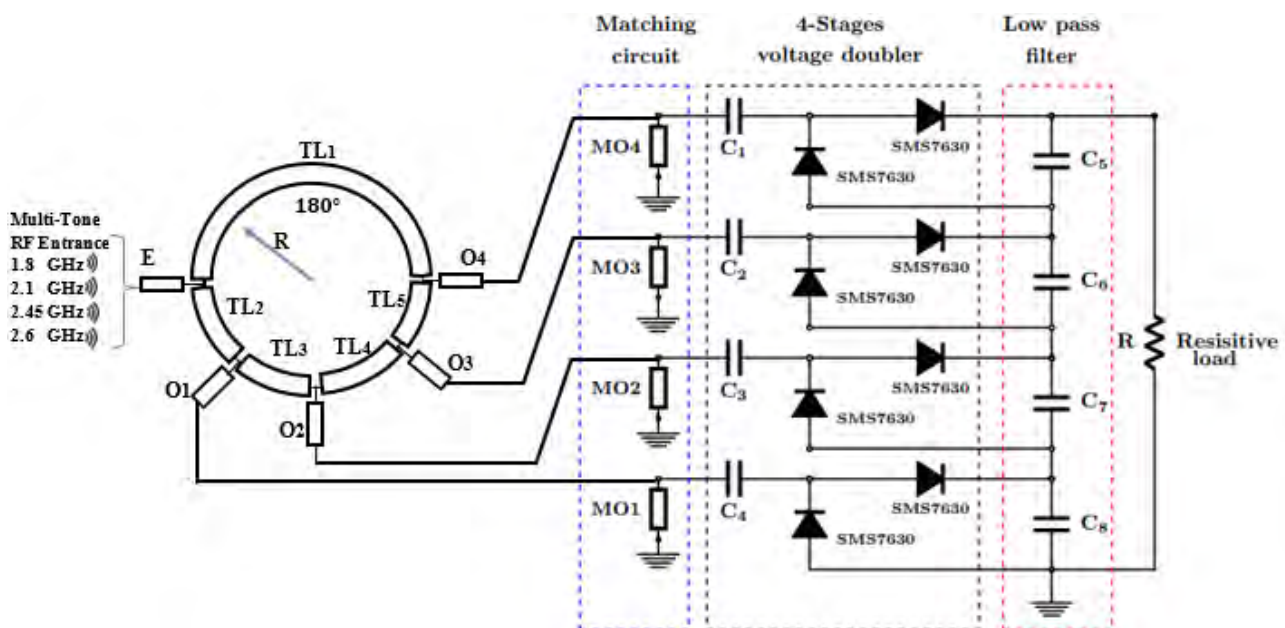 Matching
circuit
4-Stages
voltage doubler
Low pass
filter
TL1
180°
R
Multi-Tone
RF Entrance
1.8 GHz
2.1 GHz
2.45 GHz
2.6 GHz
E
TL2
TL3
TL4
TL5
O4
O3
O2
O1
MO4
C1
SMS7630
SMS7630
C5
MO3
C2
SMS7630
SMS7630
C6
MO2
C3
SMS7630
SMS7630
C7
MO1
C4
SMS7630
SMS7630
C8
R
Resisitive
load